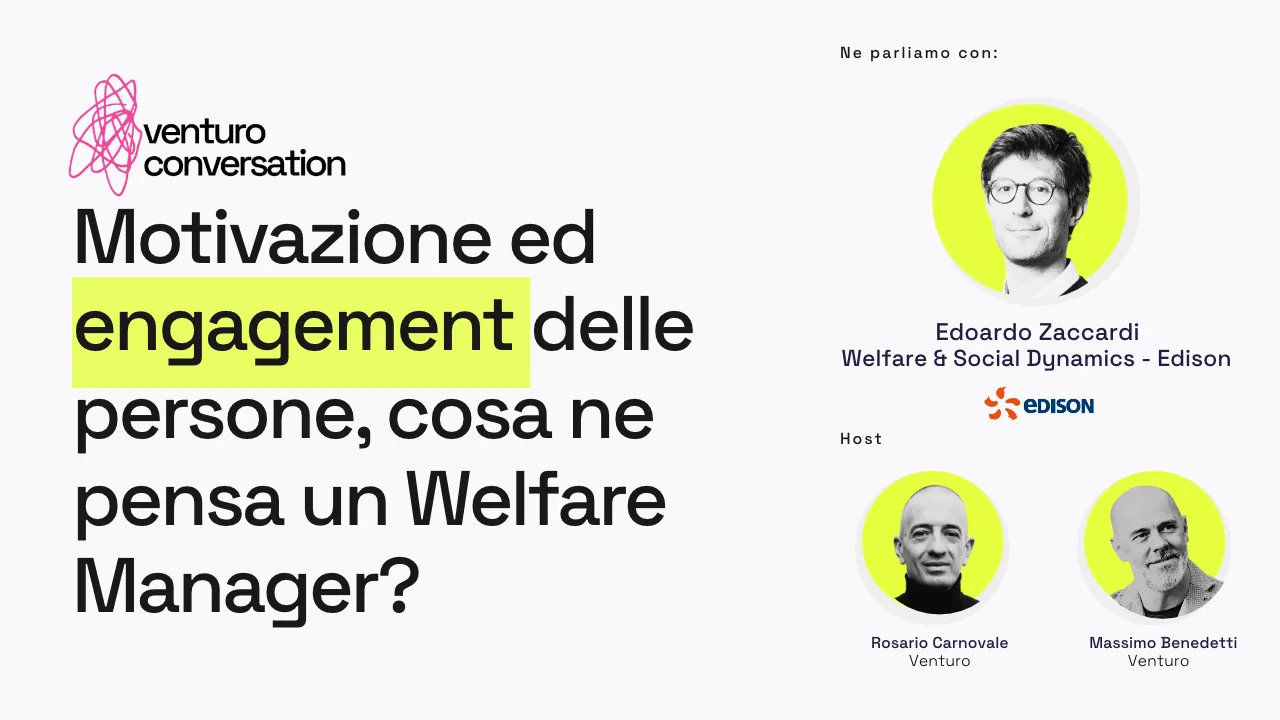 venturo
conversation
Motivazione ed
engagement delle
persone, cosa ne
pensa un Welfare
Manager?
Ne parliamo con:
Edoardo Zaccardi
Welfare & Social Dynamics - Edison
EDISON
Host
Rosario Carnovale
Venturo
Massimo Benedetti
Venturo